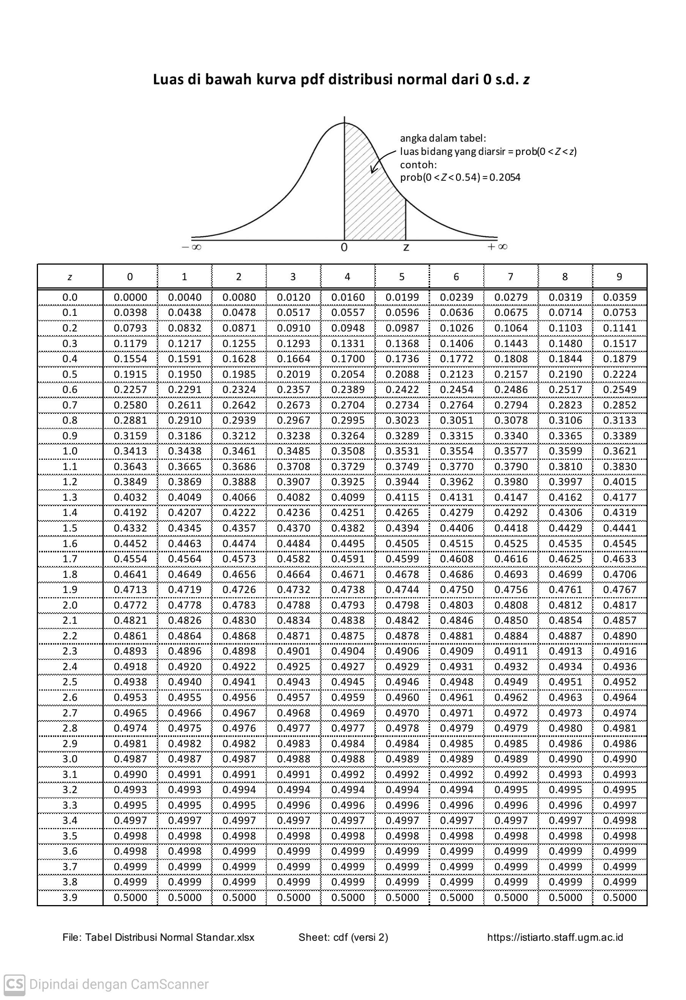 Luas di bawah kurva pdf distribusi normal dari 0 s.d. z
angka dalam tabel:
luas bidang yang diarsir = prob(0 < Z < z)
contoh:
prob(0 < Z < 0.54) = 0.2054
− ∞ 0 z + ∞
z 0 1 2 3 4 5 6 7 8 9
0.0 0.0000 0.0040 0.0080 0.0120 0.0160 0.0199 0.0239 0.0279 0.0319 0.0359
0.1 0.0398 0.0438 0.0478 0.0517 0.0557 0.0596 0.0636 0.0675 0.0714 0.0753
0.2 0.0793 0.0832 0.0871 0.0910 0.0948 0.0987 0.1026 0.1064 0.1103 0.1141
0.3 0.1179 0.1217 0.1255 0.1293 0.1331 0.1368 0.1406 0.1443 0.1480 0.1517
0.4 0.1554 0.1591 0.1628 0.1664 0.1700 0.1736 0.1772 0.1808 0.1844 0.1879
0.5 0.1915 0.1950 0.1985 0.2019 0.2054 0.2088 0.2123 0.2157 0.2190 0.2224
0.6 0.2257 0.2291 0.2324 0.2357 0.2389 0.2422 0.2454 0.2486 0.2517 0.2549
0.7 0.2580 0.2611 0.2642 0.2673 0.2704 0.2734 0.2764 0.2794 0.2823 0.2852
0.8 0.2881 0.2910 0.2939 0.2967 0.2995 0.3023 0.3051 0.3078 0.3106 0.3133
0.9 0.3159 0.3186 0.3212 0.3238 0.3264 0.3289 0.3315 0.3340 0.3365 0.3389
1.0 0.3413 0.3438 0.3461 0.3485 0.3508 0.3531 0.3554 0.3577 0.3599 0.3621
1.1 0.3643 0.3665 0.3686 0.3708 0.3729 0.3749 0.3770 0.3790 0.3810 0.3830
1.2 0.3849 0.3869 0.3888 0.3907 0.3925 0.3944 0.3962 0.3980 0.3997 0.4015
1.3 0.4032 0.4049 0.4066 0.4082 0.4099 0.4115 0.4131 0.4147 0.4162 0.4177
1.4 0.4192 0.4207 0.4222 0.4236 0.4251 0.4265 0.4279 0.4292 0.4306 0.4319
1.5 0.4332 0.4345 0.4357 0.4370 0.4382 0.4394 0.4406 0.4418 0.4429 0.4441
1.6 0.4452 0.4463 0.4474 0.4484 0.4495 0.4505 0.4515 0.4525 0.4535 0.4545
1.7 0.4554 0.4564 0.4573 0.4582 0.4591 0.4599 0.4608 0.4616 0.4625 0.4633
1.8 0.4641 0.4649 0.4656 0.4664 0.4671 0.4678 0.4686 0.4693 0.4699 0.4706
1.9 0.4713 0.4719 0.4726 0.4732 0.4738 0.4744 0.4750 0.4756 0.4761 0.4767
2.0 0.4772 0.4778 0.4783 0.4788 0.4793 0.4798 0.4803 0.4808 0.4812 0.4817
2.1 0.4821 0.4826 0.4830 0.4834 0.4838 0.4842 0.4846 0.4850 0.4854 0.4857
2.2 0.4861 0.4864 0.4868 0.4871 0.4875 0.4878 0.4881 0.4884 0.4887 0.4890
2.3 0.4893 0.4896 0.4898 0.4901 0.4904 0.4906 0.4909 0.4911 0.4913 0.4916
2.4 0.4918 0.4920 0.4922 0.4925 0.4927 0.4929 0.4931 0.4932 0.4934 0.4936
2.5 0.4938 0.4940 0.4941 0.4943 0.4945 0.4946 0.4948 0.4949 0.4951 0.4952
2.6 0.4953 0.4955 0.4956 0.4957 0.4959 0.4960 0.4961 0.4962 0.4963 0.4964
2.7 0.4965 0.4966 0.4967 0.4968 0.4969 0.4970 0.4971 0.4972 0.4973 0.4974
2.8 0.4974 0.4975 0.4976 0.4977 0.4977 0.4978 0.4979 0.4979 0.4980 0.4981
2.9 0.4981 0.4982 0.4982 0.4983 0.4984 0.4984 0.4985 0.4985 0.4986 0.4986
3.0 0.4987 0.4987 0.4987 0.4988 0.4988 0.4989 0.4989 0.4989 0.4990 0.4990
3.1 0.4990 0.4991 0.4991 0.4991 0.4992 0.4992 0.4992 0.4992 0.4993 0.4993
3.2 0.4993 0.4993 0.4994 0.4994 0.4994 0.4994 0.4994 0.4995 0.4995 0.4995
3.3 0.4995 0.4995 0.4995 0.4996 0.4996 0.4996 0.4996 0.4996 0.4996 0.4997
3.4 0.4997 0.4997 0.4997 0.4997 0.4997 0.4997 0.4997 0.4997 0.4997 0.4998
3.5 0.4998 0.4998 0.4998 0.4998 0.4998 0.4998 0.4998 0.4998 0.4998 0.4998
3.6 0.4998 0.4998 0.4999 0.4999 0.4999 0.4999 0.4999 0.4999 0.4999 0.4999
3.7 0.4999 0.4999 0.4999 0.4999 0.4999 0.4999 0.4999 0.4999 0.4999 0.4999
3.8 0.4999 0.4999 0.4999 0.4999 0.4999 0.4999 0.4999 0.4999 0.4999 0.4999
3.9 0.5000 0.5000 0.5000 0.5000 0.5000 0.5000 0.5000 0.5000 0.5000 0.5000
File: Tabel Distribusi Normal Standar.xlsx Sheet: cdf (versi 2) https://istiarto.staff.ugm.ac.id
CS Dipindai dengan CamScanner